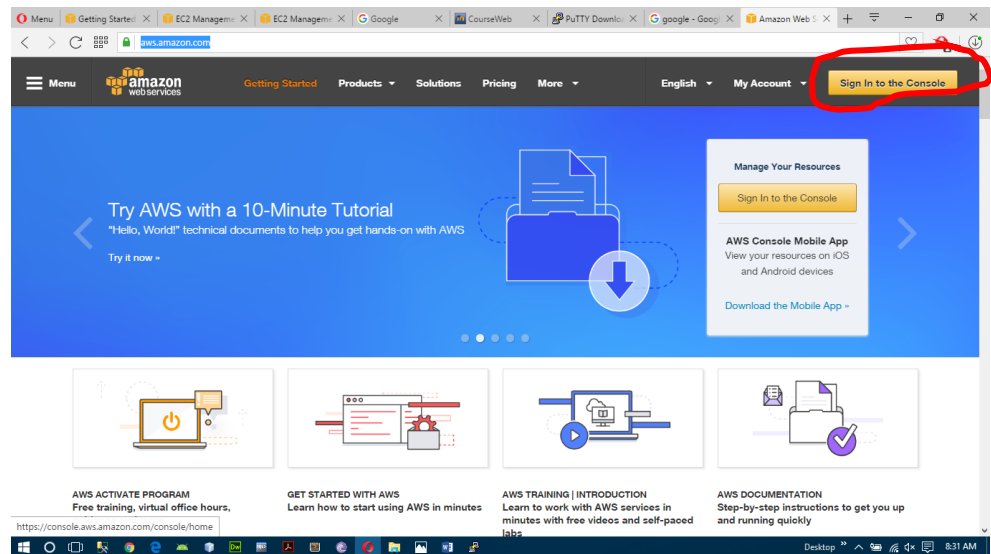 Menu Getting Started EC2 Manageme EC2 Manageme Google CourseWeb PuTTY Downloa G google - Googl Amazon Web S
aws.amazon.com
Menu amazon webservices Getting Started Products Solutions Pricing More English My Account Sign In to the Console
Manage Your Resources
Sign In to the Console
Try AWS with a 10-Minute Tutorial
"Hello, World!" technical documents to help you get hands-on with AWS
Try it now »
AWS Console Mobile App
View your resources on iOS
and Android devices
Download the Mobile App »
AWS ACTIVATE PROGRAM
Free training, virtual office hours,
GET STARTED WITH AWS
Learn how to start using AWS in minutes
AWS TRAINING | INTRODUCTION
Learn to work with AWS services in
minutes with free videos and self-paced
labs
AWS DOCUMENTATION
Step-by-step instructions to get you up
and running quickly
https://console.aws.amazon.com/console/home
Desktop 8:31 AM